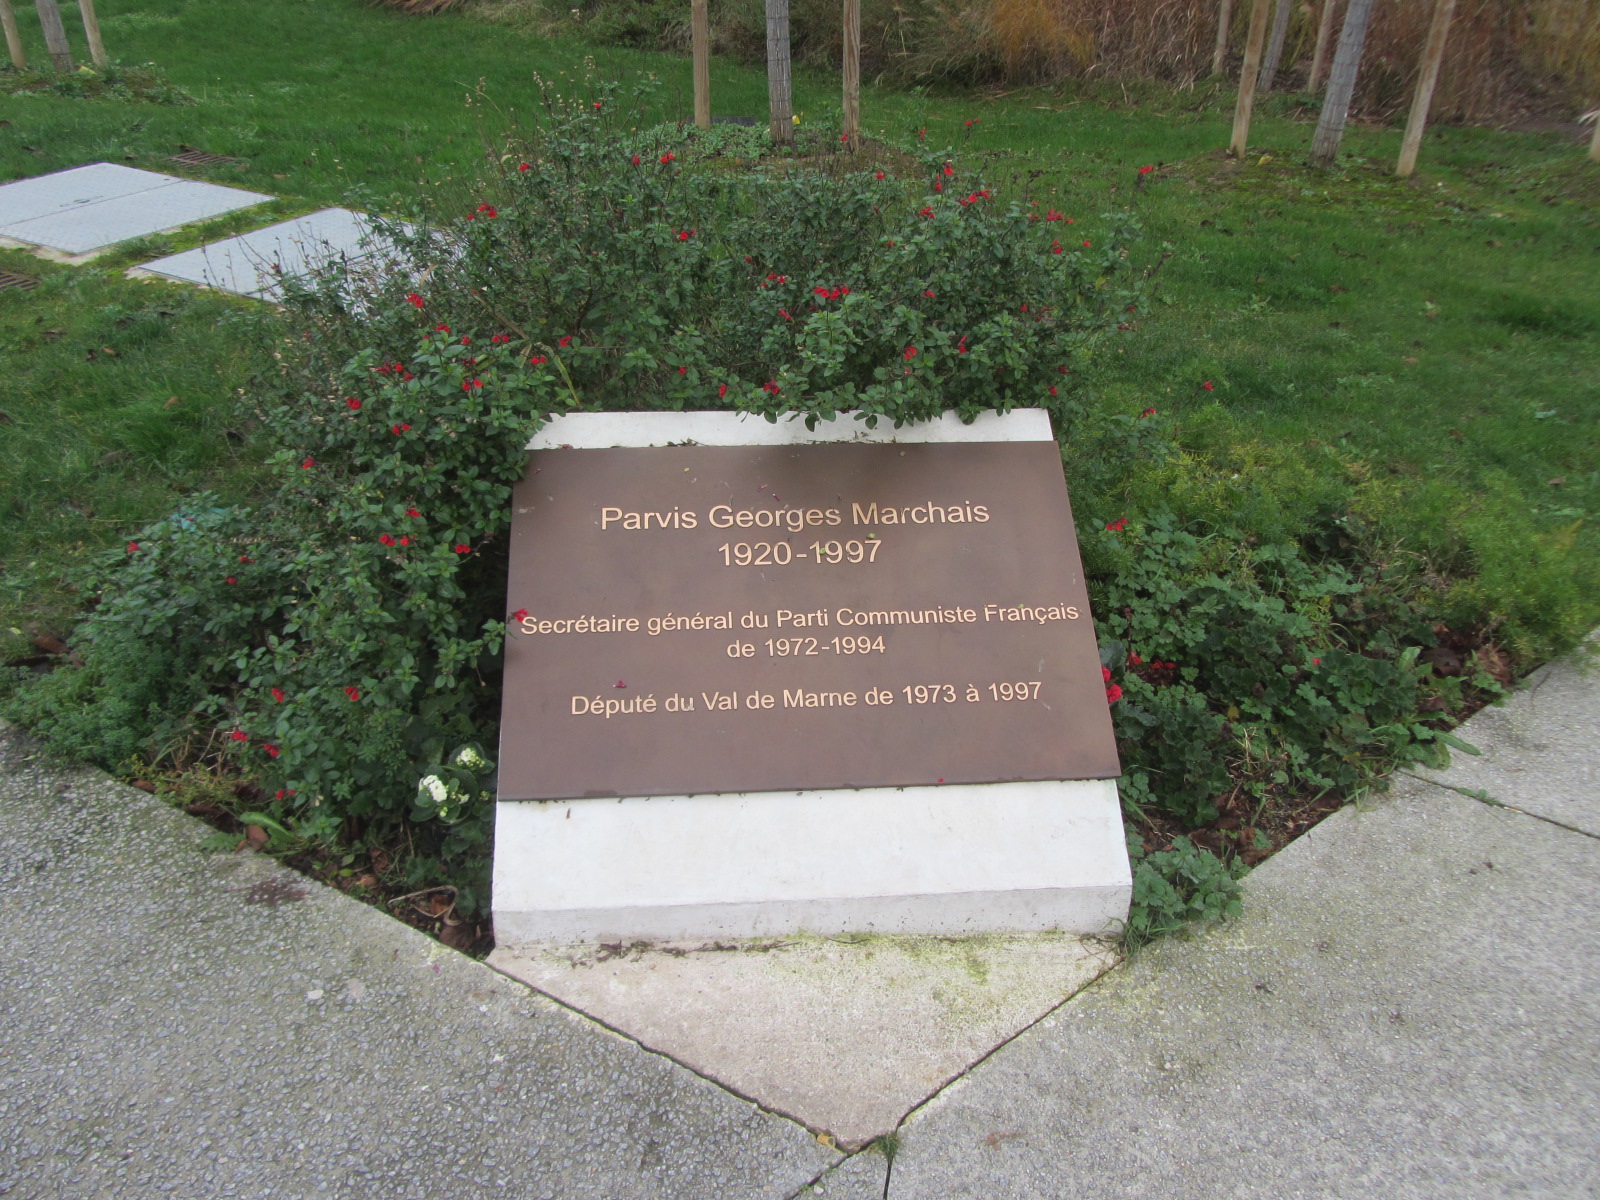 Parvis Georges Marchais
1920-1997
Secrétaire général du Parti Communiste Français
de 1972-1994
Député du Val de Marne de 1973 à 1997